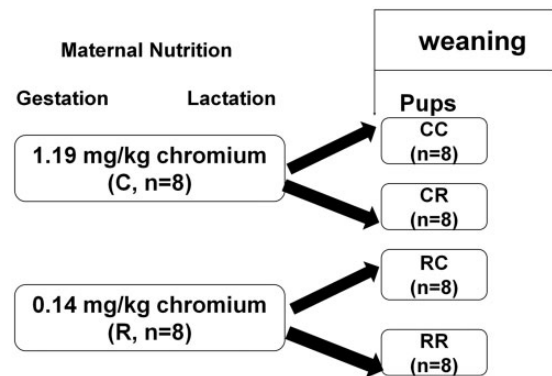 weaning
Maternal Nutrition
Gestation Lactation
Pups
1.19 mg/kg chromium
(C, n=8)
CC
(n=8)
CR
(n=8)
0.14 mg/kg chromium
(R, n=8)
RC
(n=8)
RR
(n=8)